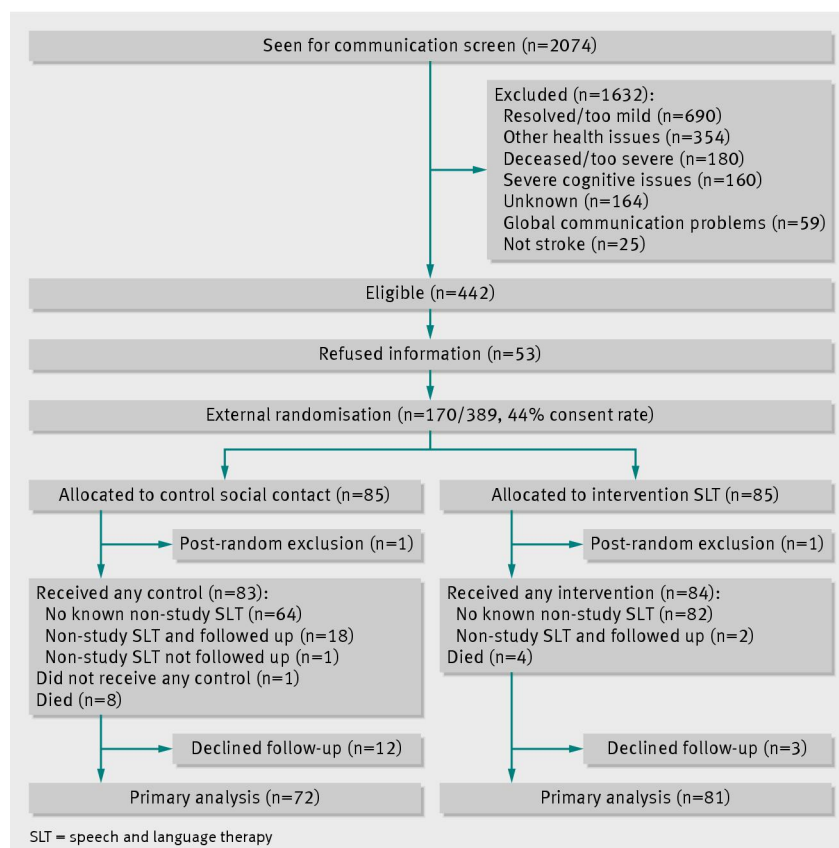 Seen for communication screen (n=2074)
Excluded (n=1632):
Resolved/too mild (n=690)
Other health issues (n=354)
Deceased/too severe (n=180)
Severe cognitive issues (n=160)
Unknown (n=164)
Global communication problems (n=59)
Not stroke (n=25)
Eligible (n=442)
Refused information (n=53)
External randomisation (n=170/389, 44% consent rate)
Allocated to control social contact (n=85)
Post-random exclusion (n=1)
Received any control (n=83):
No known non-study SLT (n=64)
Non-study SLT and followed up (n=18)
Non-study SLT not followed up (n=1)
Did not receive any control (n=1)
Died (n=8)
Declined follow-up (n=12)
Primary analysis (n=72)
Allocated to intervention SLT (n=85)
Post-random exclusion (n=1)
Received any intervention (n=84):
No known non-study SLT (n=82)
Non-study SLT and followed up (n=2)
Died (n=4)
Declined follow-up (n=3)
Primary analysis (n=81)
SLT = speech and language therapy